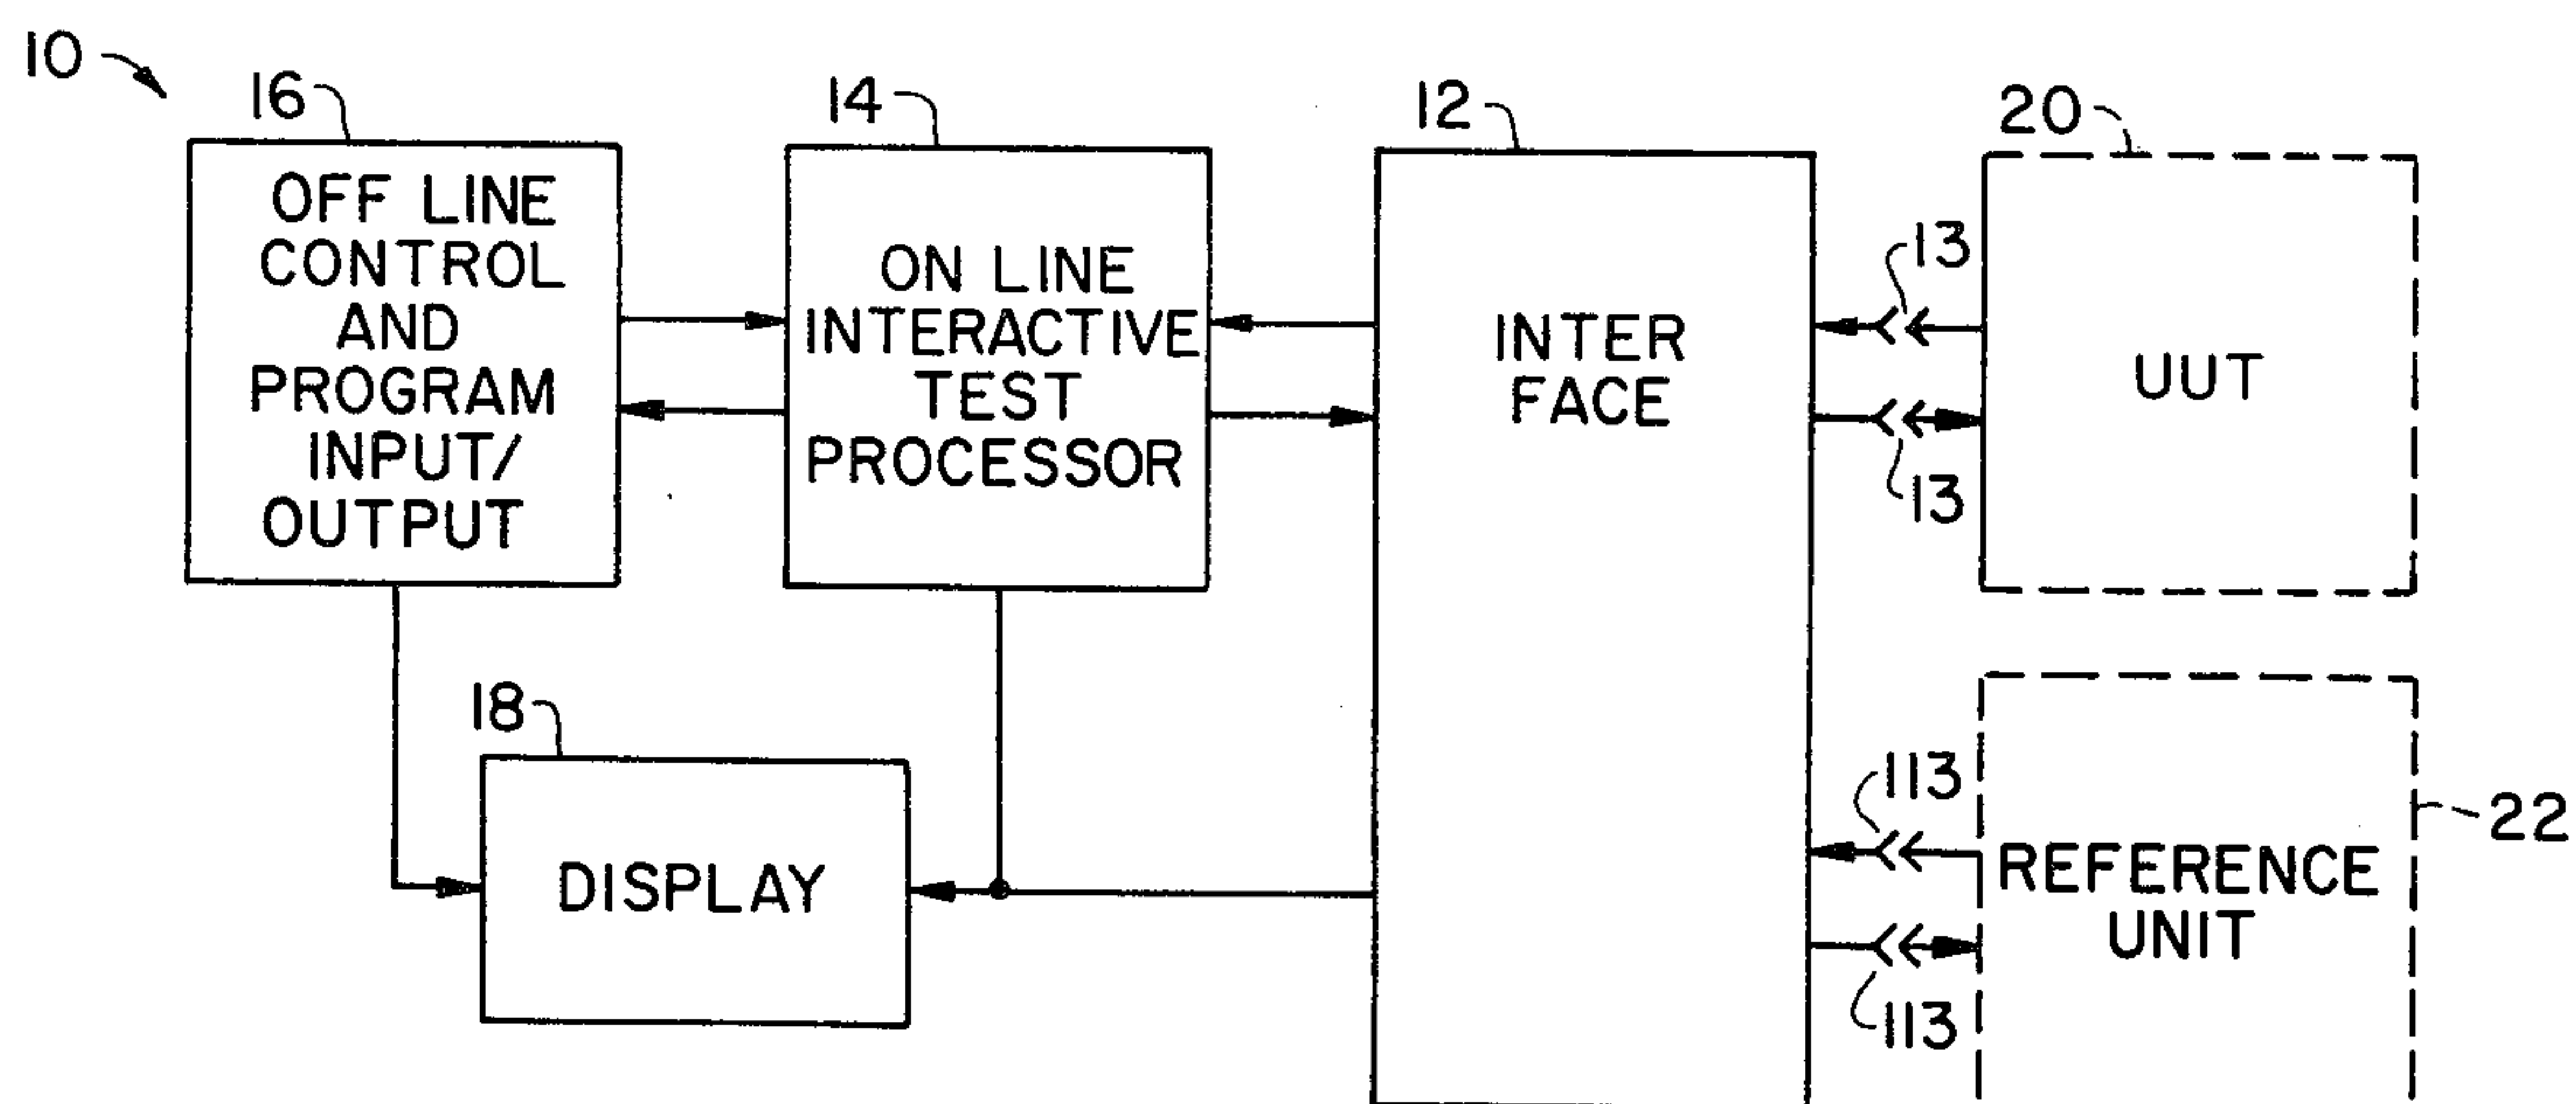 10
16
OFF LINE
CONTROL
AND
PROGRAM
INPUT/
OUTPUT
14
ON LINE
INTERACTIVE
TEST
PROCESSOR
12
INTER
FACE
20
UUT
13
13
18
DISPLAY
113
113
REFERENCE
UNIT
22